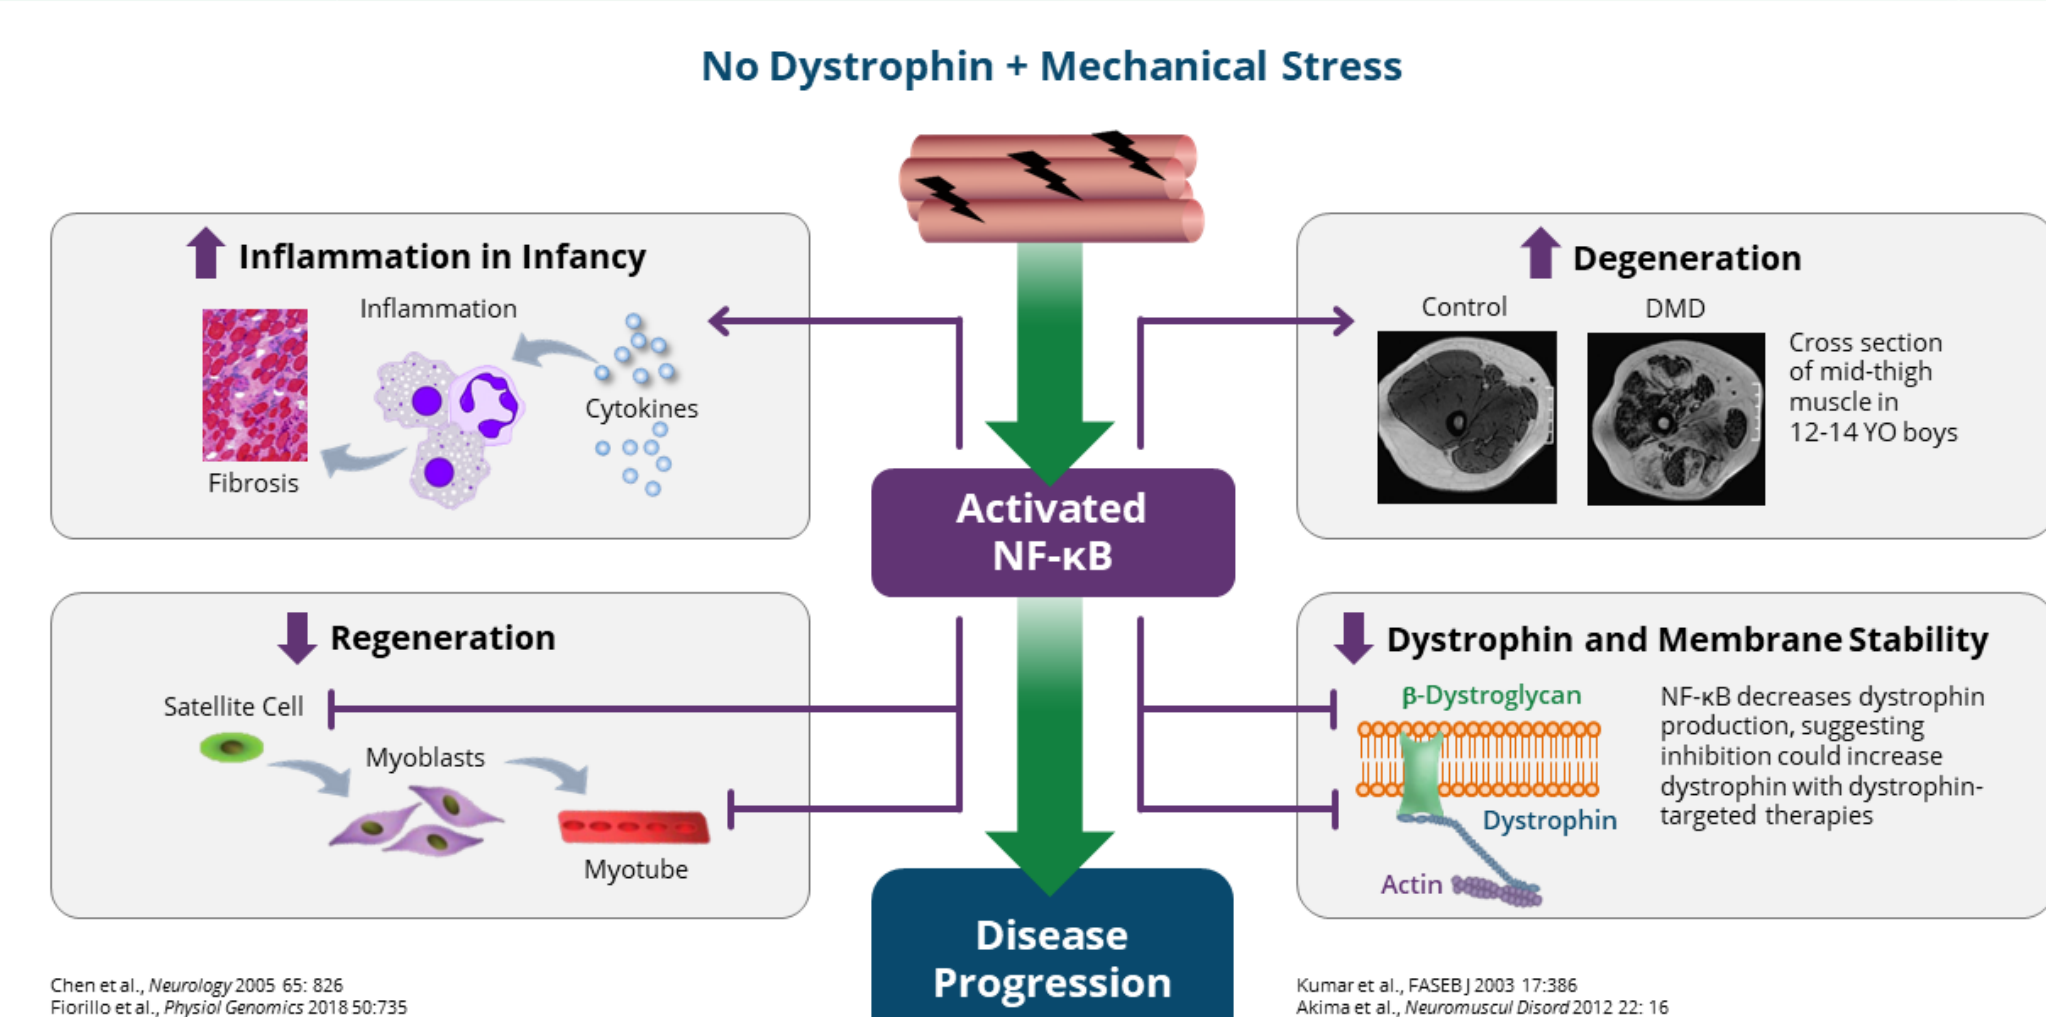 No Dystrophin + Mechanical Stress
Inflammation in Infancy
Inflammation
Cytokines
Fibrosis
Degeneration
Control
DMD
Cross section
of mid-thigh
muscle in
12-14 YO boys
Activated
NF-κB
Regeneration
Satellite Cell
Myoblasts
Myotube
Dystrophin and Membrane Stability
β-Dystroglycan
Dystrophin
Actin
NF-κB decreases dystrophin
production, suggesting
inhibition could increase
dystrophin with dystrophin-
targeted therapies
Disease
Progression
Chen et al., Neurology 2005 65: 826
Fiorillo et al., Physiol Genomics 2018 50:735
Kumar et al., FASEB J 2003 17:386
Akima et al., Neuromuscul Disord 2012 22: 16